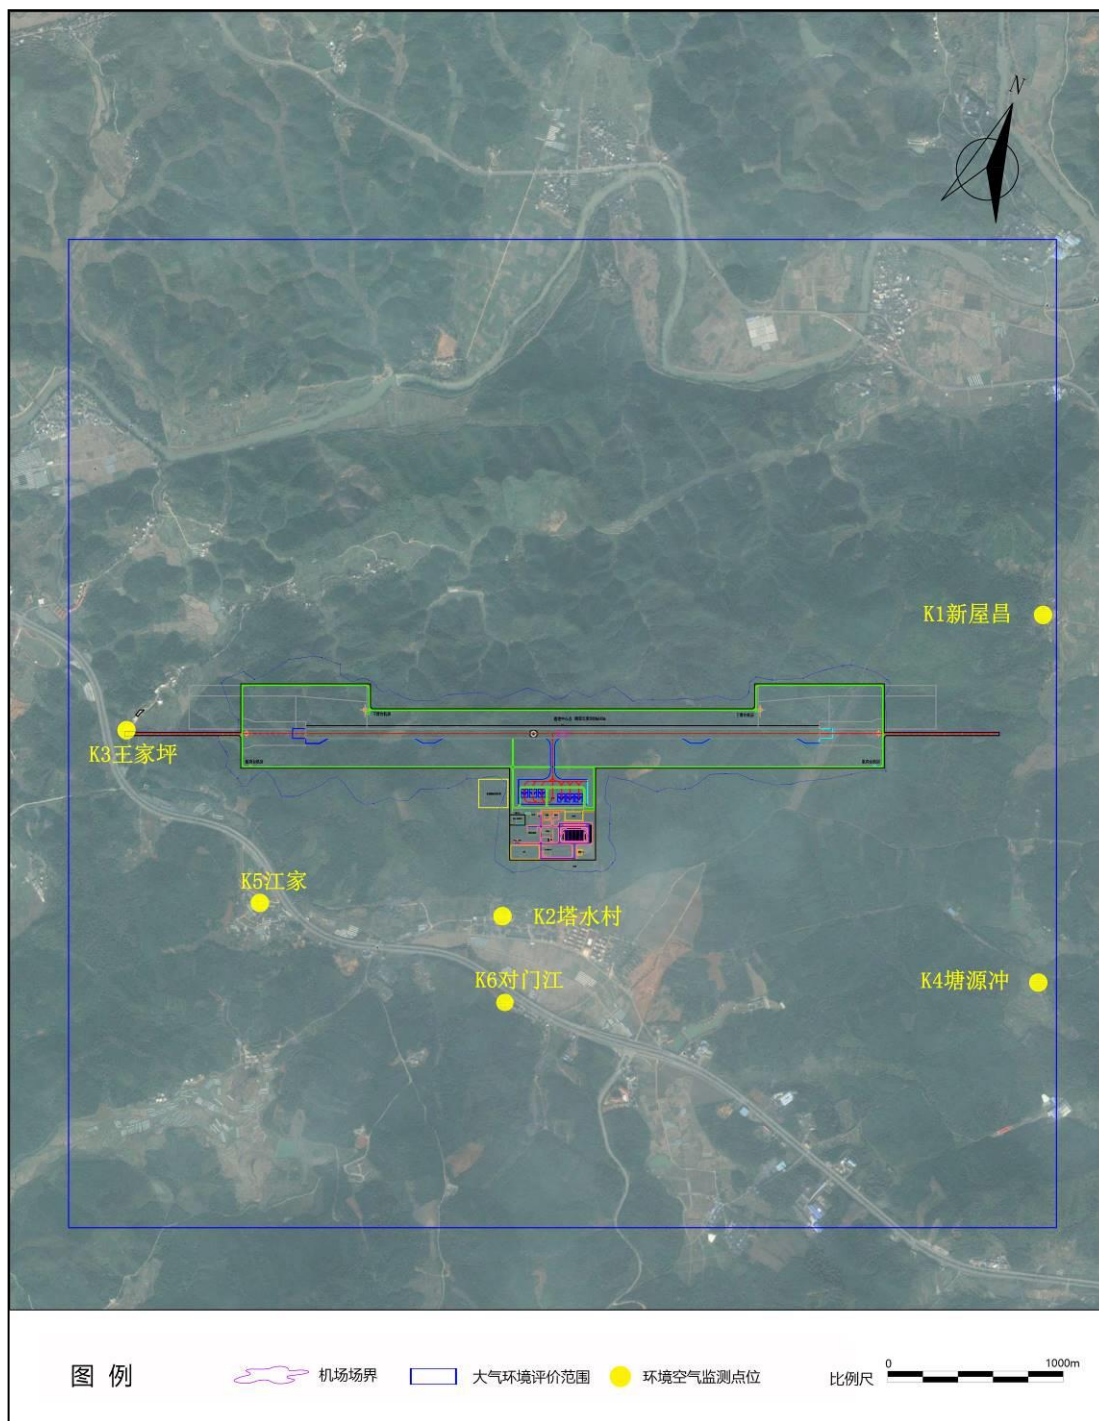 N
K1新屋昌
K3王家坪
K5江家
K2塔水村
K6对门江
K4塘源冲
图 例
机场场界
大气环境评价范围
环境空气监测点位
比例尺
0
1000m